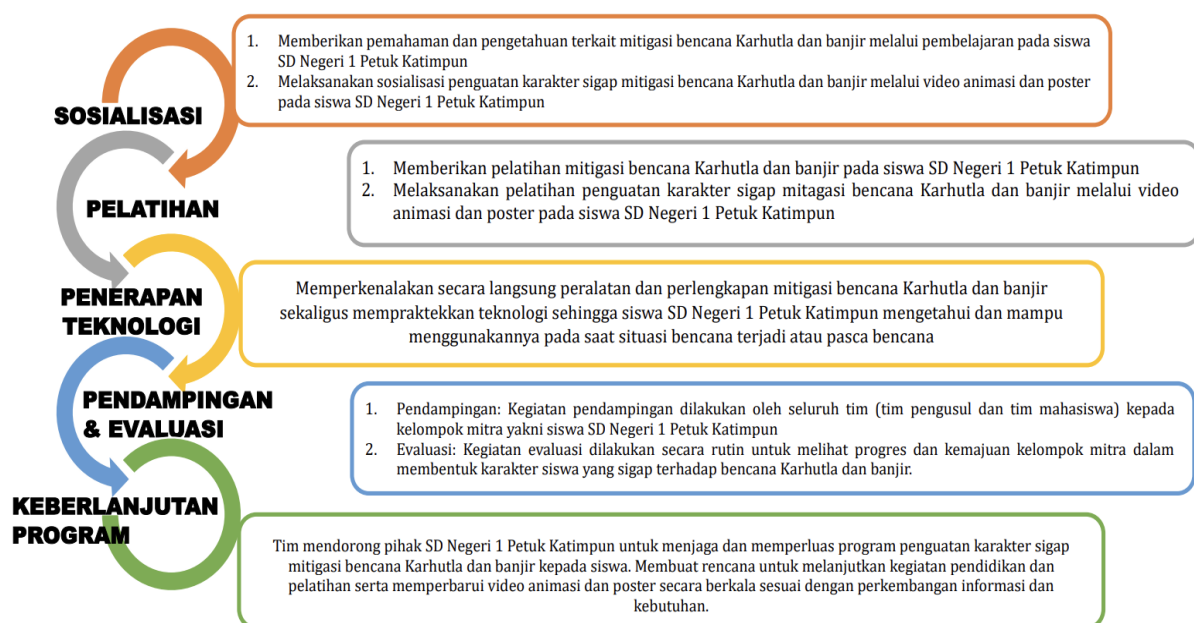 SOSIALISASI
1. Memberikan pemahaman dan pengetahuan terkait mitigasi bencana Karhutla dan banjir melalui pembelajaran pada siswa
SD Negeri 1 Petuk Katimpun
2. Melaksanakan sosialisasi penguatan karakter sigap mitigasi bencana Karhutla dan banjir melalui video animasi dan poster
pada siswa SD Negeri 1 Petuk Katimpun
PELATIHAN
1. Memberikan pelatihan mitigasi bencana Karhutla dan banjir pada siswa SD Negeri 1 Petuk Katimpun
2. Melaksanakan pelatihan penguatan karakter sigap mitagasi bencana Karhutla dan banjir melalui video
animasi dan poster pada siswa SD Negeri 1 Petuk Katimpun
PENERAPAN
TEKNOLOGI
Memperkenalakan secara langsung peralatan dan perlengkapan mitigasi bencana Karhutla dan banjir
sekaligus mempraktekkan teknologi sehingga siswa SD Negeri 1 Petuk Katimpun mengetahui dan mampu
menggunakannya pada saat situasi bencana terjadi atau pasca bencana
PENDAMPINGAN
& EVALUASI
1. Pendampingan: Kegiatan pendampingan dilakukan oleh seluruh tim (tim pengusul dan tim mahasiswa) kepada
kelompok mitra yakni siswa SD Negeri 1 Petuk Katimpun
2. Evaluasi: Kegiatan evaluasi dilakukan secara rutin untuk melihat progres dan kemajuan kelompok mitra dalam
membentuk karakter siswa yang sigap terhadap bencana Karhutla dan banjir.
KEBERLANJUTAN
PROGRAM
Tim mendorong pihak SD Negeri 1 Petuk Katimpun untuk menjaga dan memperluas program penguatan karakter sigap
mitigasi bencana Karhutla dan banjir kepada siswa. Membuat rencana untuk melanjutkan kegiatan pendidikan dan
pelatihan serta memperbarui video animasi dan poster secara berkala sesuai dengan perkembangan informasi dan
kebutuhan.